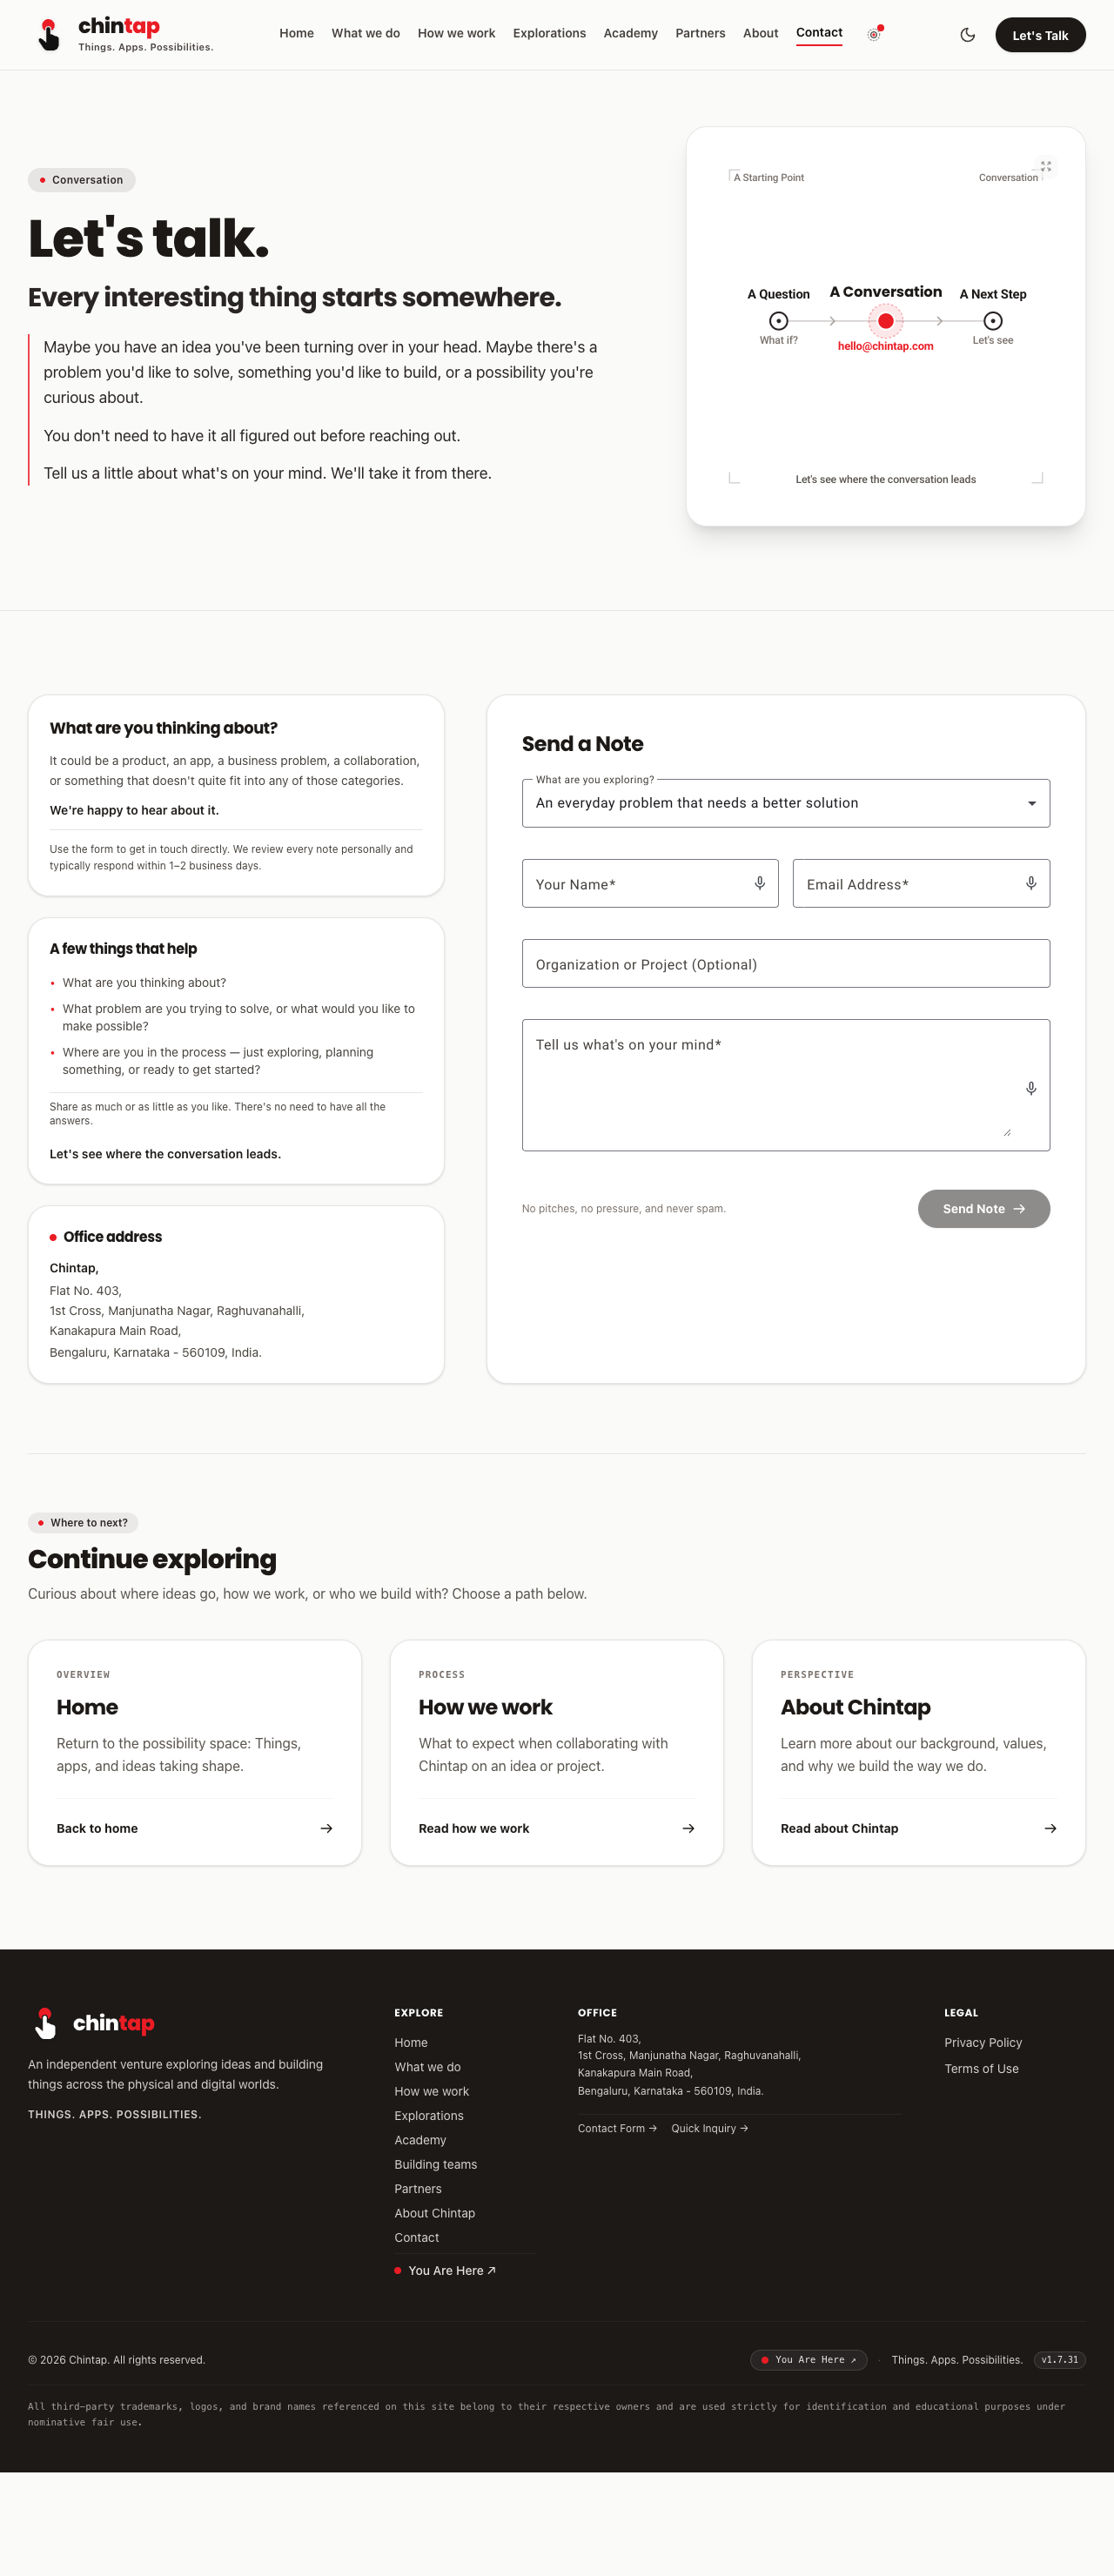 chintap
Things. Apps. Possibilities.
Home
What we do
How we work
Explorations
Academy
Partners
About
Contact
Let's Talk
Conversation
Let's talk.
Every interesting thing starts somewhere.
Maybe you have an idea you've been turning over in your head. Maybe there's a
problem you'd like to solve, something you'd like to build, or a possibility you're
curious about.
You don't need to have it all figured out before reaching out.
Tell us a little about what's on your mind. We'll take it from there.
A Starting Point
Conversation
A Question
A Conversation
A Next Step
What if?
hello@chintap.com
Let's see
Let's see where the conversation leads
What are you thinking about?
It could be a product, an app, a business problem, a collaboration,
or something that doesn't quite fit into any of those categories.
We're happy to hear about it.
Use the form to get in touch directly. We review every note personally and
typically respond within 1–2 business days.
A few things that help
• What are you thinking about?
• What problem are you trying to solve, or what would you like to
make possible?
• Where are you in the process — just exploring, planning
something, or ready to get started?
Share as much or as little as you like. There's no need to have all the
answers.
Let's see where the conversation leads.
Office address
Chintap,
Flat No. 403,
1st Cross, Manjunatha Nagar, Raghuvanahalli,
Kanakapura Main Road,
Bengaluru, Karnataka - 560109, India.
Send a Note
What are you exploring?
An everyday problem that needs a better solution
Your Name*
Email Address*
Organization or Project (Optional)
Tell us what's on your mind*
No pitches, no pressure, and never spam.
Send Note →
Where to next?
Continue exploring
Curious about where ideas go, how we work, or who we build with? Choose a path below.
OVERVIEW
Home
Return to the possibility space: Things,
apps, and ideas taking shape.
Back to home →
PROCESS
How we work
What to expect when collaborating with
Chintap on an idea or project.
Read how we work →
PERSPECTIVE
About Chintap
Learn more about our background, values,
and why we build the way we do.
Read about Chintap →
chintap
An independent venture exploring ideas and building
things across the physical and digital worlds.
THINGS. APPS. POSSIBILITIES.
EXPLORE
Home
What we do
How we work
Explorations
Academy
Building teams
Partners
About Chintap
Contact
You Are Here ↗
OFFICE
Flat No. 403,
1st Cross, Manjunatha Nagar, Raghuvanahalli,
Kanakapura Main Road,
Bengaluru, Karnataka - 560109, India.
Contact Form → Quick Inquiry →
LEGAL
Privacy Policy
Terms of Use
© 2026 Chintap. All rights reserved.
You Are Here ↗ · Things. Apps. Possibilities. v1.7.31
All third-party trademarks, logos, and brand names referenced on this site belong to their respective owners and are used strictly for identification and educational purposes under
nominative fair use.